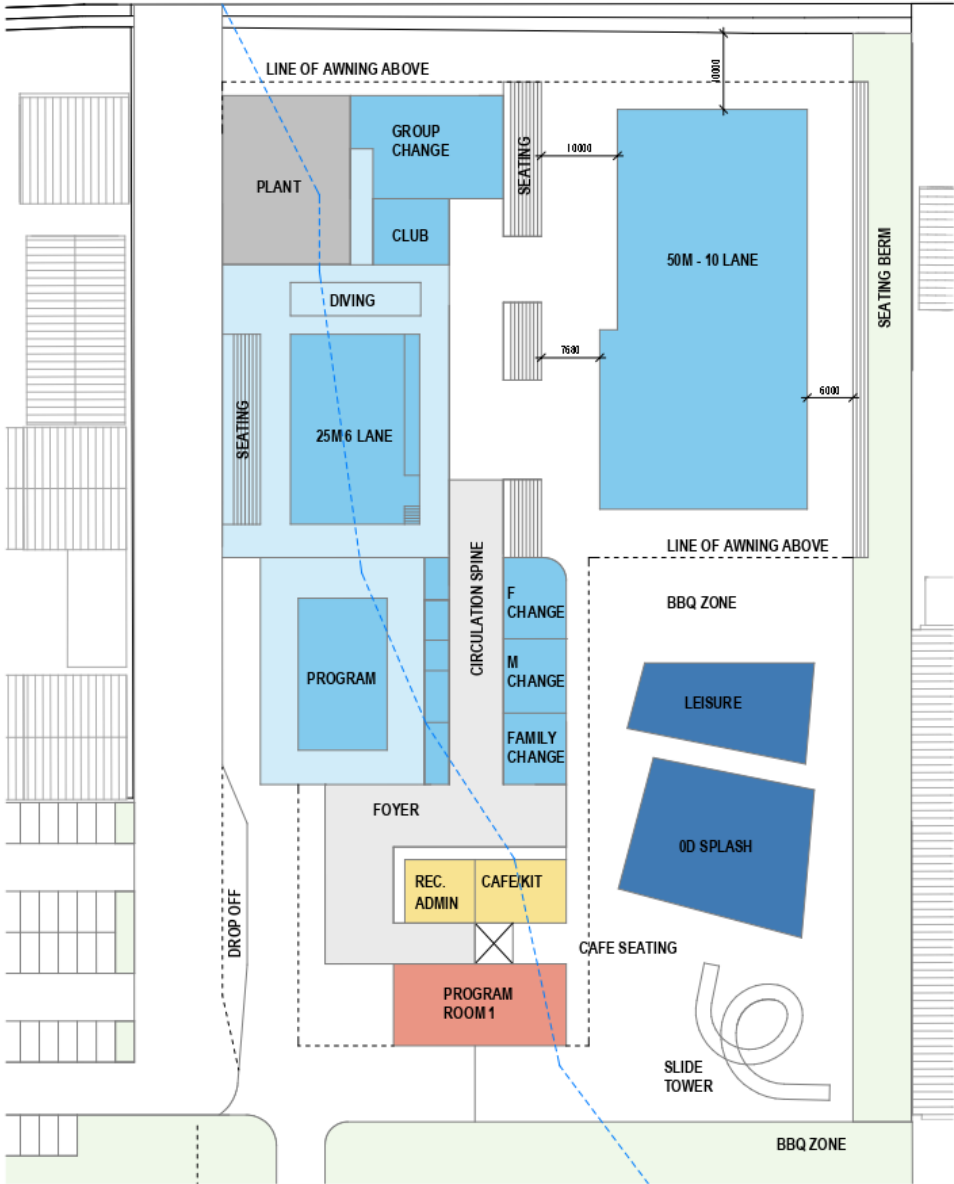 LINE OF AWNING ABOVE
10000
GROUP
CHANGE
SEATING
10000
PLANT
CLUB
50M - 10 LANE
SEATING BERM
DIVING
7680
6000
SEATING
25M 6 LANE
LINE OF AWNING ABOVE
CIRCULATION SPINE
F
CHANGE
BBQ ZONE
M
CHANGE
PROGRAM
LEISURE
FAMILY
CHANGE
FOYER
0D SPLASH
REC.
ADMIN
CAFE/KIT
DROP OFF
CAFE SEATING
PROGRAM
ROOM 1
SLIDE
TOWER
BBQ ZONE